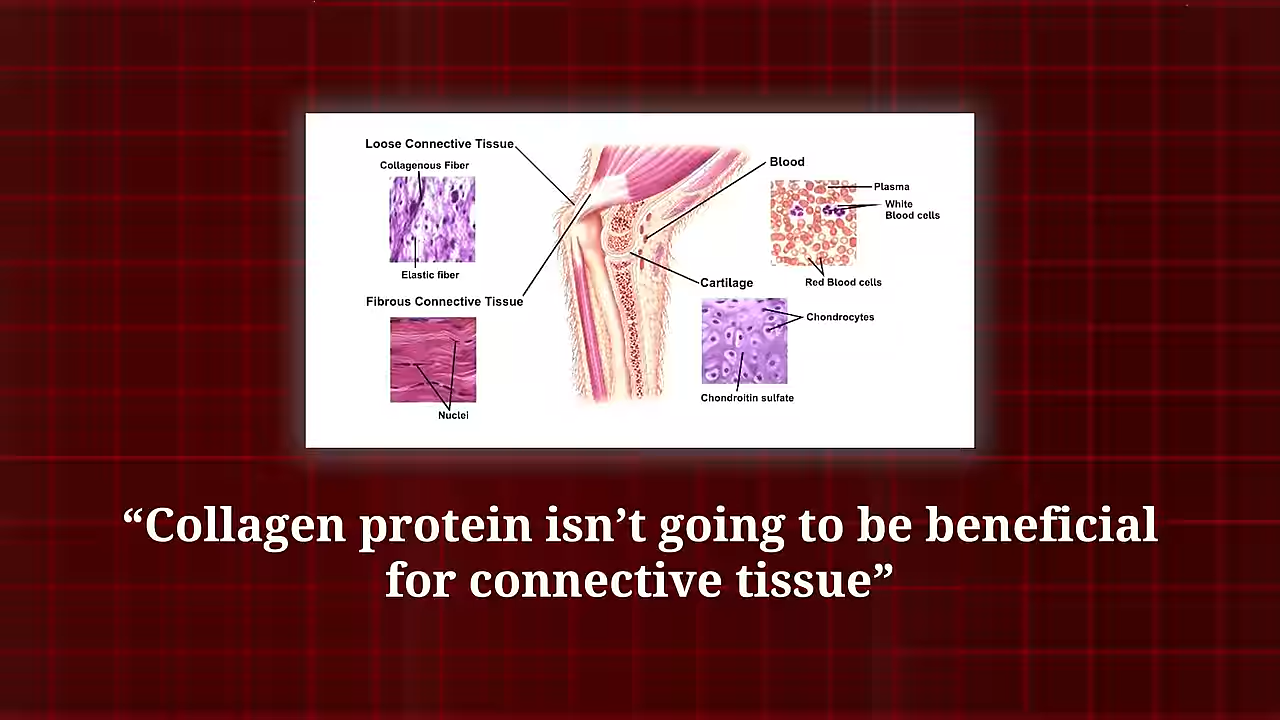 Loose Connective Tissue
Collagenous Fiber
Elastic fiber
Fibrous Connective Tissue
Nuclei
Blood
Plasma
White
Blood cells
Red Blood cells
Cartilage
Chondrocytes
Chondroitin sulfate
“Collagen protein isn’t going to be beneficial
for connective tissue”